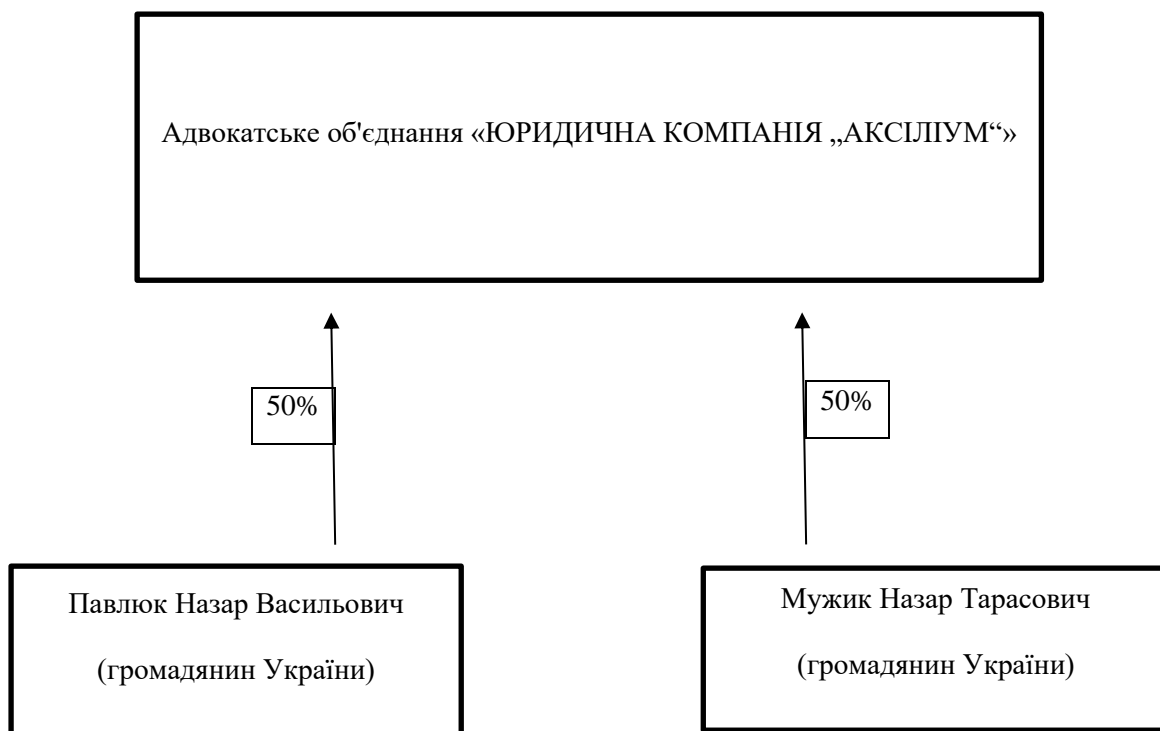 Адвокатське об'єднання «ЮРИДИЧНА КОМПАНІЯ „АКСІЛІУМ“»
50%
50%
Павлюк Назар Васильович
(громадянин України)
Мужик Назар Тарасович
(громадянин України)